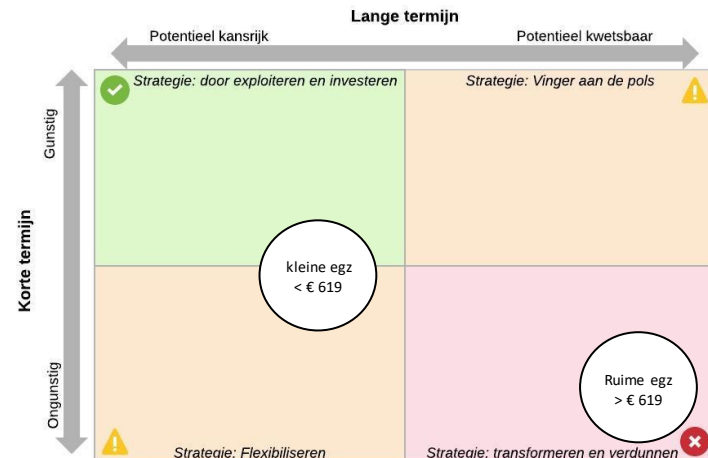 Lange termijn
Potentieel kansrijk
Potentieel kwetsbaar
Strategie: door exploiteren en investeren
Strategie: Vinger aan de pols
Gunstig
Korte termijn
kleine egz
< € 619
Ongunstig
Ruime egz
> € 619
Strategie: Flexibiliseren
Strategie: transformeren en verdunnen